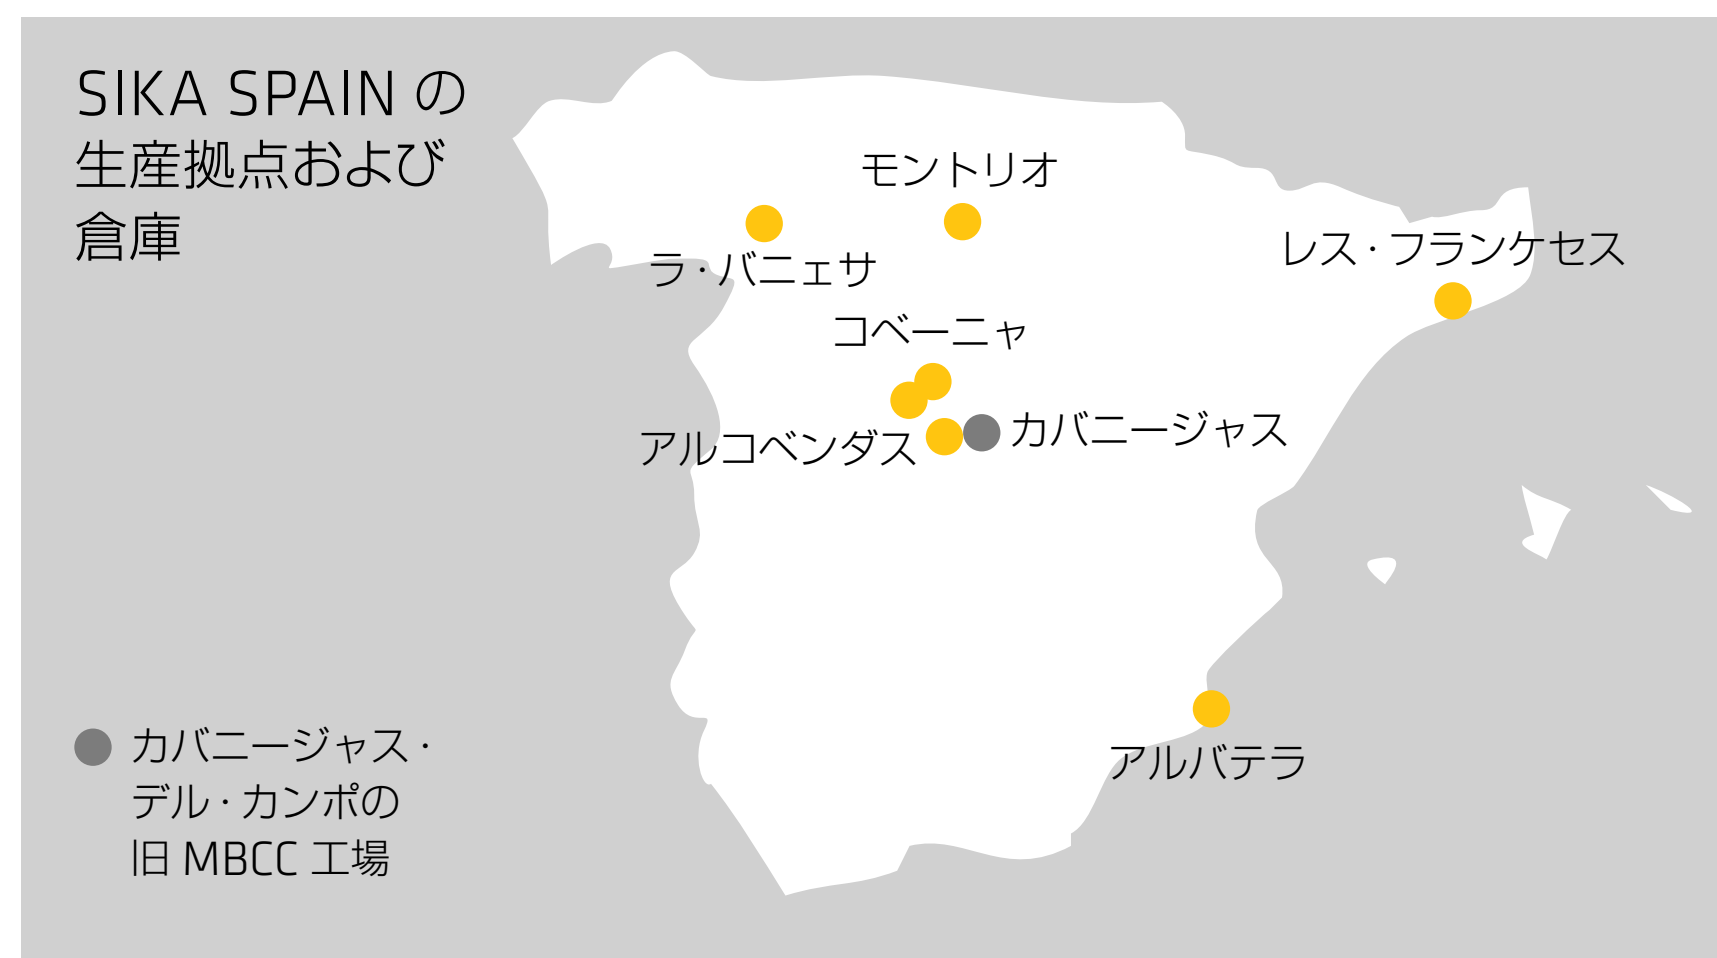 SIKA SPAIN の
生産拠点および
倉庫
モントリオ
ラ・バニェサ
レス・フランケセス
コベーニャ
カバニージャス
アルコベンダス
アルバテラ
カバニージャス・
デル・カンポの
旧 MBCC 工場